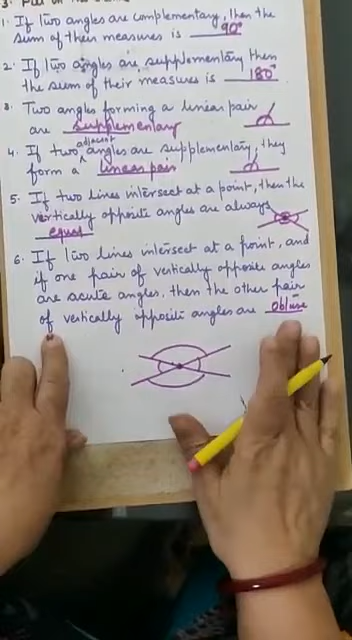 3. Fill in the
1. If two angles are complementary, then the
sum of their measures is 90°
2. If two angles are supplementary then
the sum of their measures is 180°
3. Two angles forming a linear pair
are supplementary
adjacent
4. If two angles are supplementary, they
form a linear pair
5. If two lines intersect at a point, then the
vertically opposite angles are always
equal
6. If two lines intersect at a point, and
if one pair of vertically opposite angles
are acute angles, then the other pair
of vertically opposite angles are obtuse